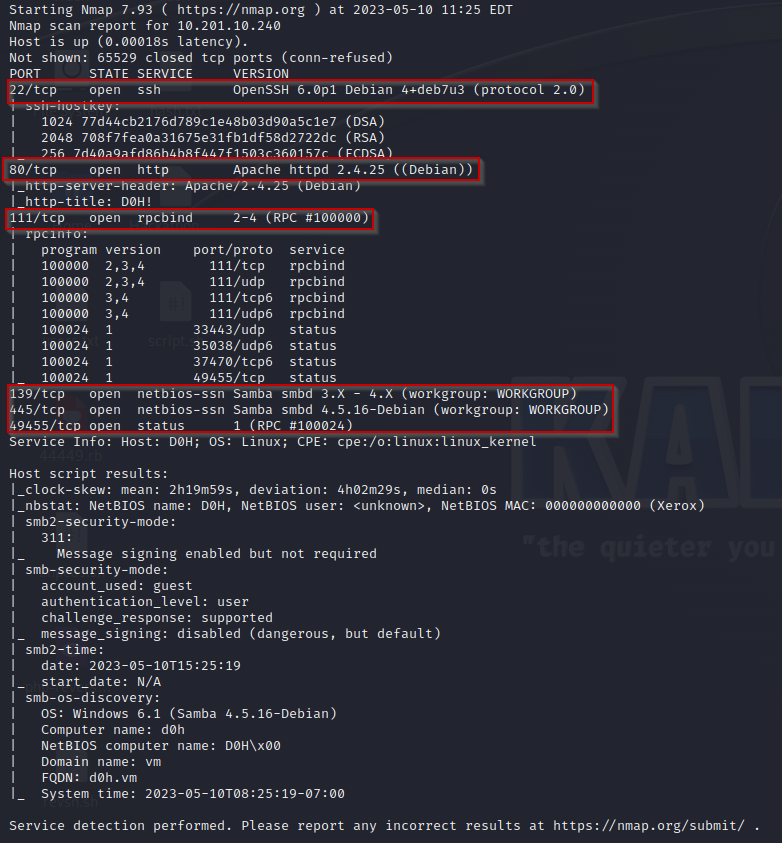 Starting Nmap 7.93 ( https://nmap.org ) at 2023-05-10 11:25 EDT
Nmap scan report for 10.201.10.240
Host is up (0.00018s latency).
Not shown: 65529 closed tcp ports (conn-refused)
PORT      STATE SERVICE     VERSION
22/tcp    open  ssh         OpenSSH 6.0p1 Debian 4+deb7u3 (protocol 2.0)
| ssh-hostkey:
|   1024 77d44cb2176d789c1e48b03d90a5c1e7 (DSA)
|   2048 708f7fea0a31675e31fb1df58d2722dc (RSA)
|_  256 7d40a9afd86b4b8f447f1503c360157c (ECDSA)
80/tcp    open  http        Apache httpd 2.4.25 ((Debian))
|_http-server-header: Apache/2.4.25 (Debian)
|_http-title: D0H!
111/tcp   open  rpcbind     2-4 (RPC #100000)
| rpcinfo:
|   program version    port/proto  service
|   100000  2,3,4        111/tcp   rpcbind
|   100000  2,3,4        111/udp   rpcbind
|   100000  3,4          111/tcp6  rpcbind
|   100000  3,4          111/udp6  rpcbind
|   100024  1          33443/udp   status
|   100024  1          35038/udp6  status
|   100024  1          37470/tcp6  status
|_  100024  1          49455/tcp   status
139/tcp   open  netbios-ssn Samba smbd 3.X - 4.X (workgroup: WORKGROUP)
445/tcp   open  netbios-ssn Samba smbd 4.5.16-Debian (workgroup: WORKGROUP)
49455/tcp open  status      1 (RPC #100024)
Service Info: Host: D0H; OS: Linux; CPE: cpe:/o:linux:linux_kernel
44449.rb
Host script results:
|_clock-skew: mean: 2h19m59s, deviation: 4h02m29s, median: 0s
|_nbstat: NetBIOS name: D0H, NetBIOS user: <unknown>, NetBIOS MAC: 000000000000 (Xerox)
| smb2-security-mode:
|   311:
|_    Message signing enabled but not required
"the quieter you
| smb-security-mode:
|   account_used: guest
|   authentication_level: user
|   challenge_response: supported
|_  message_signing: disabled (dangerous, but default)
| smb2-time:
|   date: 2023-05-10T15:25:19
|_  start_date: N/A
| smb-os-discovery:
|   OS: Windows 6.1 (Samba 4.5.16-Debian)
|   Computer name: d0h
|   NetBIOS computer name: D0H\x00
|   Domain name: vm
|   FQDN: d0h.vm
|_  System time: 2023-05-10T08:25:19-07:00
Service detection performed. Please report any incorrect results at https://nmap.org/submit/ .